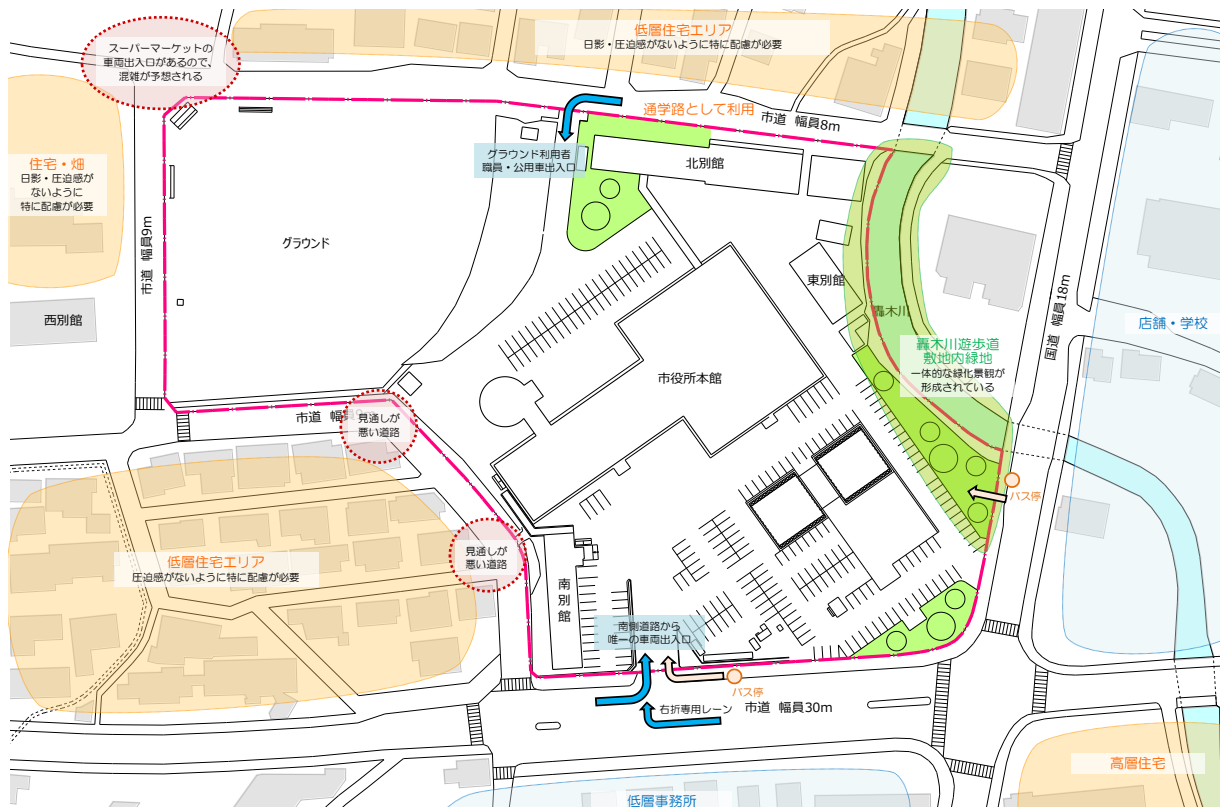 スーパーマーケットの
車両出入口があるので、
混雑が予想される
低層住宅エリア
日影・圧迫感がないように特に配慮が必要
通学路として利用
市道 幅員8m
グラウンド利用者
職員・公用車出入口
北別館
住宅・畑
日影・圧迫感が
ないように
特に配慮が必要
市道 幅員9m
グラウンド
東別館
轟木川
国道 幅員18m
店舗・学校
西別館
轟木川遊歩道
敷地内緑地
一体的な緑化景観が
形成されている
市役所本館
市道 幅員
見通しが
悪い道路
バス停
見通しが
悪い道路
低層住宅エリア
圧迫感がないように特に配慮が必要
南別館
南側道路から
唯一の車両出入口
バス停
右折専用レーン
市道 幅員30m
高層住宅
低層事務所